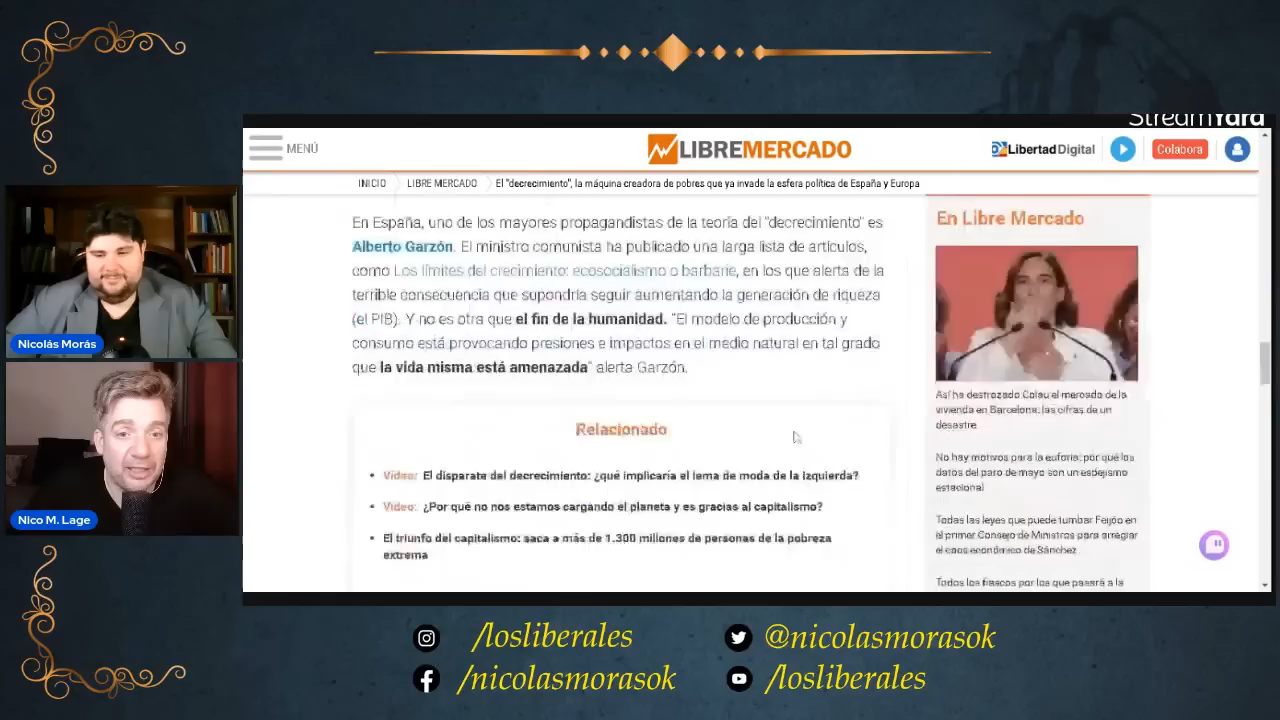 StreamYard
MENÚ
LIBREMERCADO
LibertadDigital
Colabora
INICIO
LIBRE MERCADO
El "decrecimiento", la máquina creadora de pobres que ya invade la esfera política de España y Europa
En España, uno de los mayores propagandistas de la teoría del "decrecimiento" es
Alberto Garzón. El ministro comunista ha publicado una larga lista de artículos,
como Los límites del crecimiento: ecosocialismo o barbarie, en los que alerta de la
terrible consecuencia que supondría seguir aumentando la generación de riqueza
(el PIB). Y no es otra que el fin de la humanidad. "El modelo de producción y
consumo está provocando presiones e impactos en el medio natural en tal grado
que la vida misma está amenazada" alerta Garzón.
Relacionado
• Vídeo: El disparate del decrecimiento: ¿qué implicaría el lema de moda de la izquierda?
• Vídeo: ¿Por qué no nos estamos cargando el planeta y es gracias al capitalismo?
• El triunfo del capitalismo: saca a más de 1.300 millones de personas de la pobreza
extrema
En Libre Mercado
Así ha destrozado Colau el mercado de la
vivienda en Barcelona: las cifras de un
desastre
No hay motivos para la euforia: por qué los
datos del paro de mayo son un espejismo
estacional
Todas las leyes que puede tumbar Feijóo en
el primer Consejo de Ministros para arreglar
el caos económico de Sánchez
Todos los fiascos por los que pasará a la
Nicolás Morás
Nico M. Lage
/losliberales
@nicolasmorasok
/nicolasmorasok
/losliberales